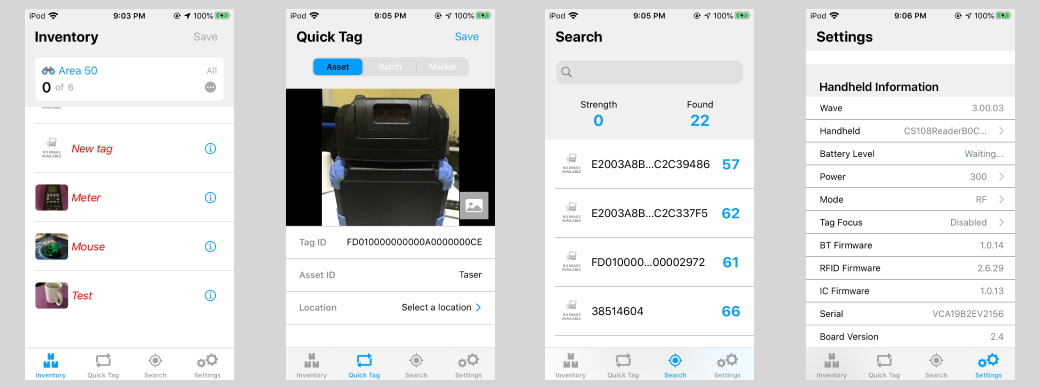 iPod 9:03 PM 100%
Inventory Save
Area 50 All
0 of 6
NO IMAGE AVAILABLE New tag
Meter
Mouse
Test
Inventory Quick Tag Search Settings
iPod 9:05 PM 100%
Quick Tag Save
Asset Batch Marker
Tag ID FD010000000000A0000000CE
Asset ID Taser
Location Select a location
Inventory Quick Tag Search Settings
iPod 9:05 PM 100%
Search
Strength Found
0 22
NO IMAGE AVAILABLE E2003A8B...C2C39486 57
NO IMAGE AVAILABLE E2003A8B...C2C337F5 62
NO IMAGE AVAILABLE FD010000...00002972 61
NO IMAGE AVAILABLE 38514604 66
Inventory Quick Tag Search Settings
iPod 9:06 PM 100%
Settings
Handheld Information
Wave 3.00.03
Handheld CS108ReaderB0C...
Battery Level Waiting...
Power 300
Mode RF
Tag Focus Disabled
BT Firmware 1.0.14
RFID Firmware 2.6.29
IC Firmware 1.0.13
Serial VCA19B2EV2156
Board Version 2.4
Inventory Quick Tag Search Settings